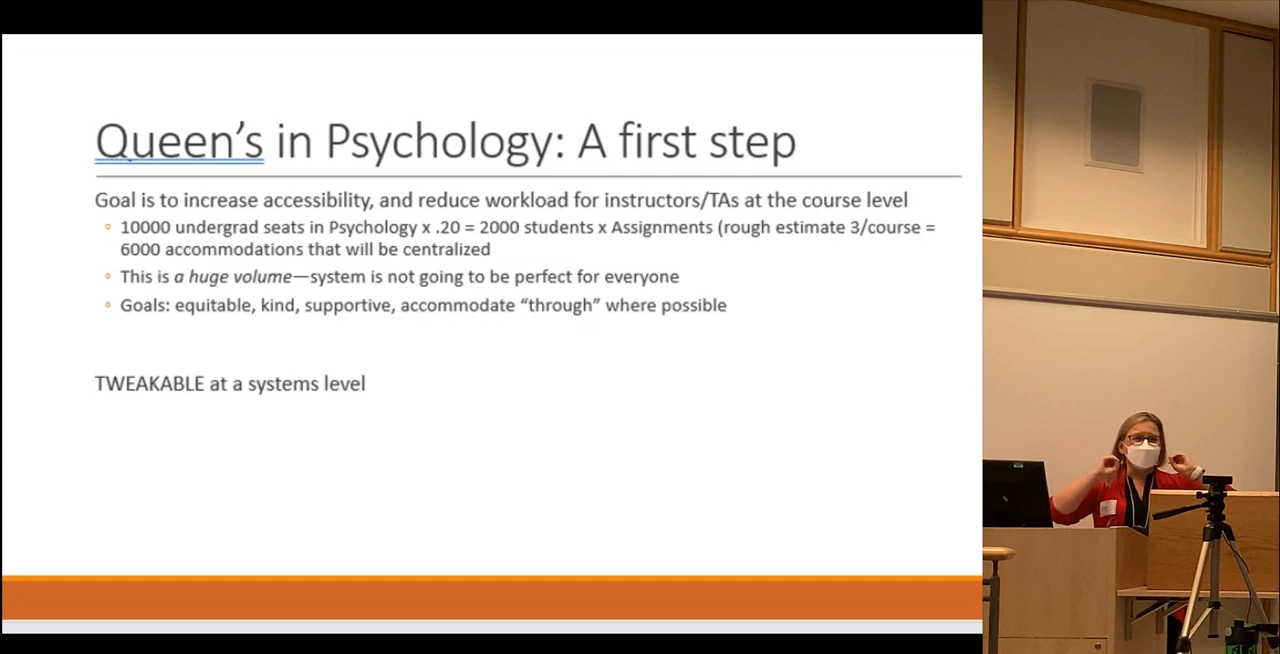 Queen's in Psychology: A first step
Goal is to increase accessibility, and reduce workload for instructors/TAs at the course level
10000 undergrad seats in Psychology x .20 = 2000 students x Assignments (rough estimate 3/course =
6000 accommodations that will be centralized
This is a huge volume—system is not going to be perfect for everyone
Goals: equitable, kind, supportive, accommodate “through” where possible
TWEAKABLE at a systems level